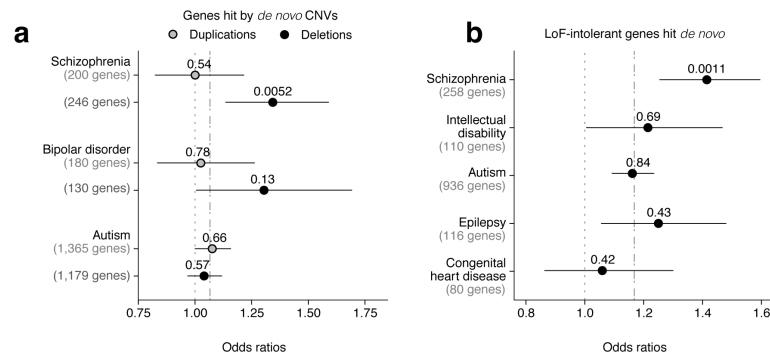 a
Genes hit by de novo CNVs
Duplications Deletions
Schizophrenia
(200 genes)
0.54
(246 genes)
0.0052
Bipolar disorder
(180 genes)
0.78
(130 genes)
0.13
Autism
(1,365 genes)
0.66
(1,179 genes)
0.57
0.75 1.00 1.25 1.50 1.75
Odds ratios
b
LoF-intolerant genes hit de novo
Schizophrenia
(258 genes)
0.0011
Intellectual
disability
(110 genes)
0.69
Autism
(936 genes)
0.84
Epilepsy
(116 genes)
0.43
Congenital
heart disease
(80 genes)
0.42
0.8 1.0 1.2 1.4 1.6
Odds ratios